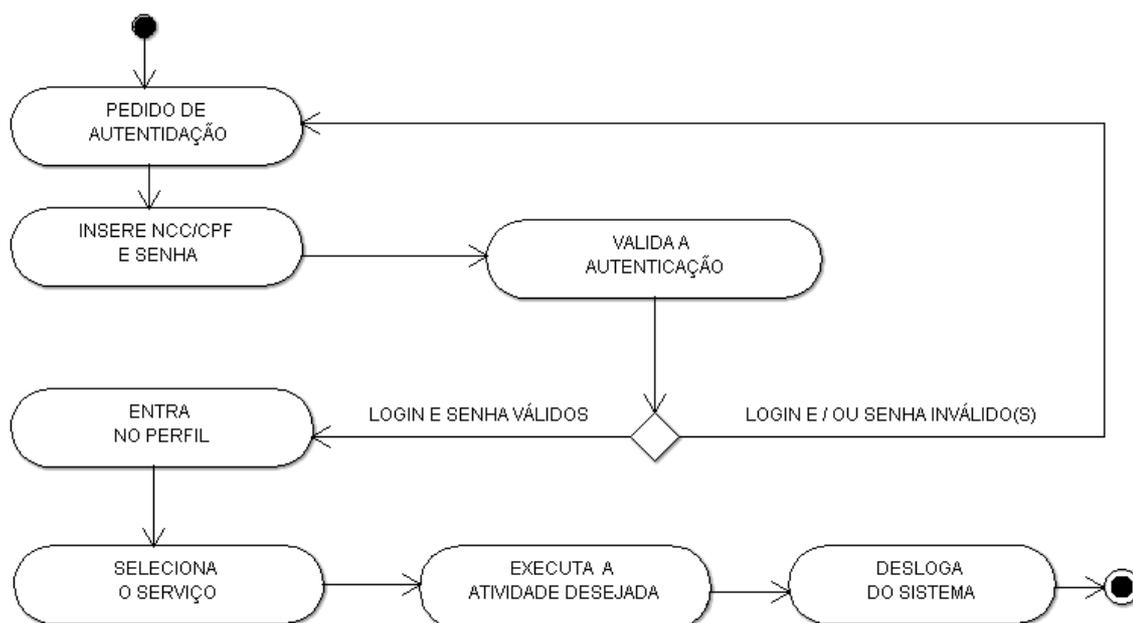 PEDIDO DE
AUTENTIDAÇÃO
INSERE NCC/CPF
E SENHA
VALIDA A
AUTENTICAÇÃO
LOGIN E SENHA VÁLIDOS
LOGIN E / OU SENHA INVÁLIDO(S)
ENTRA
NO PERFIL
SELECIONA
O SERVIÇO
EXECUTA A
ATIVIDADE DESEJADA
DESLOGA
DO SISTEMA